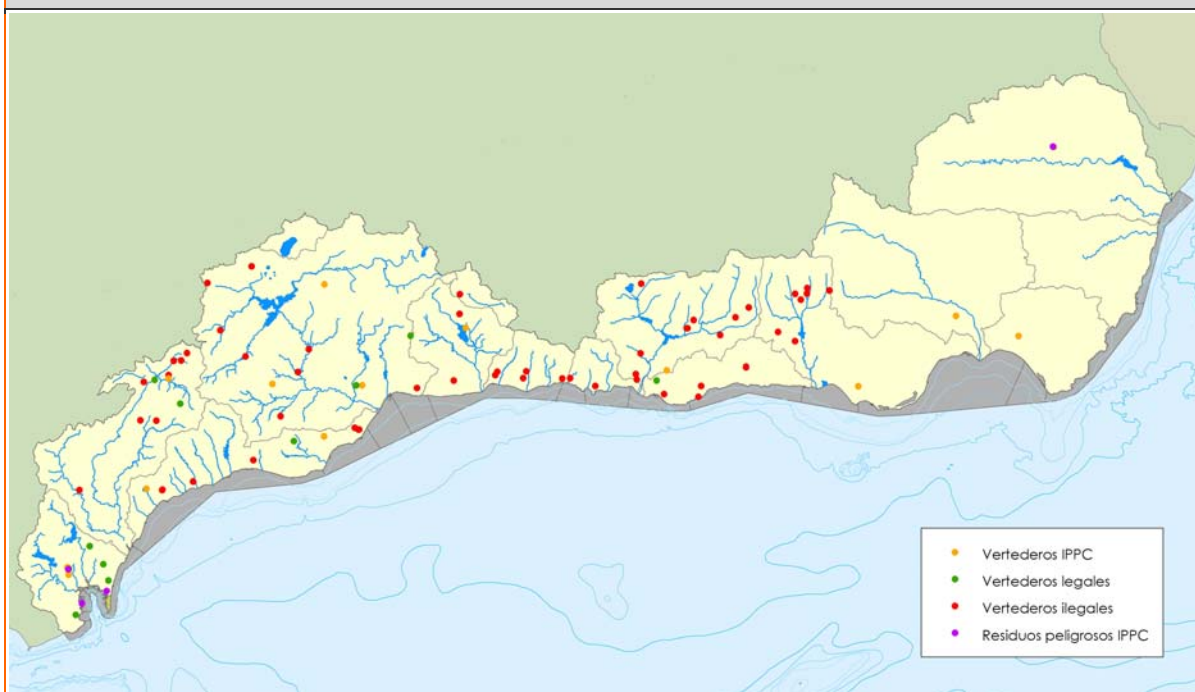 Vertederos IPPC
Vertederos legales
Vertederos ilegales
Residuos peligrosos IPPC